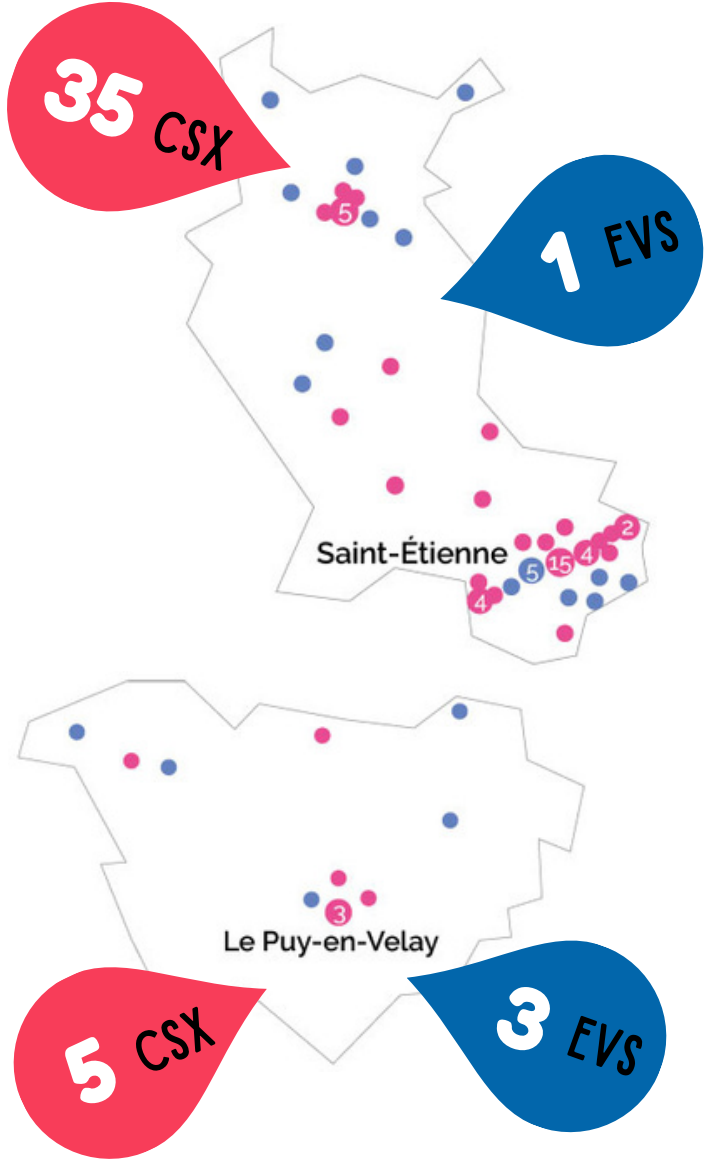 35 CSX
1 EVS
5
2
Saint-Étienne
5
15
4
4
3
Le Puy-en-Velay
5 CSX
3 EVS